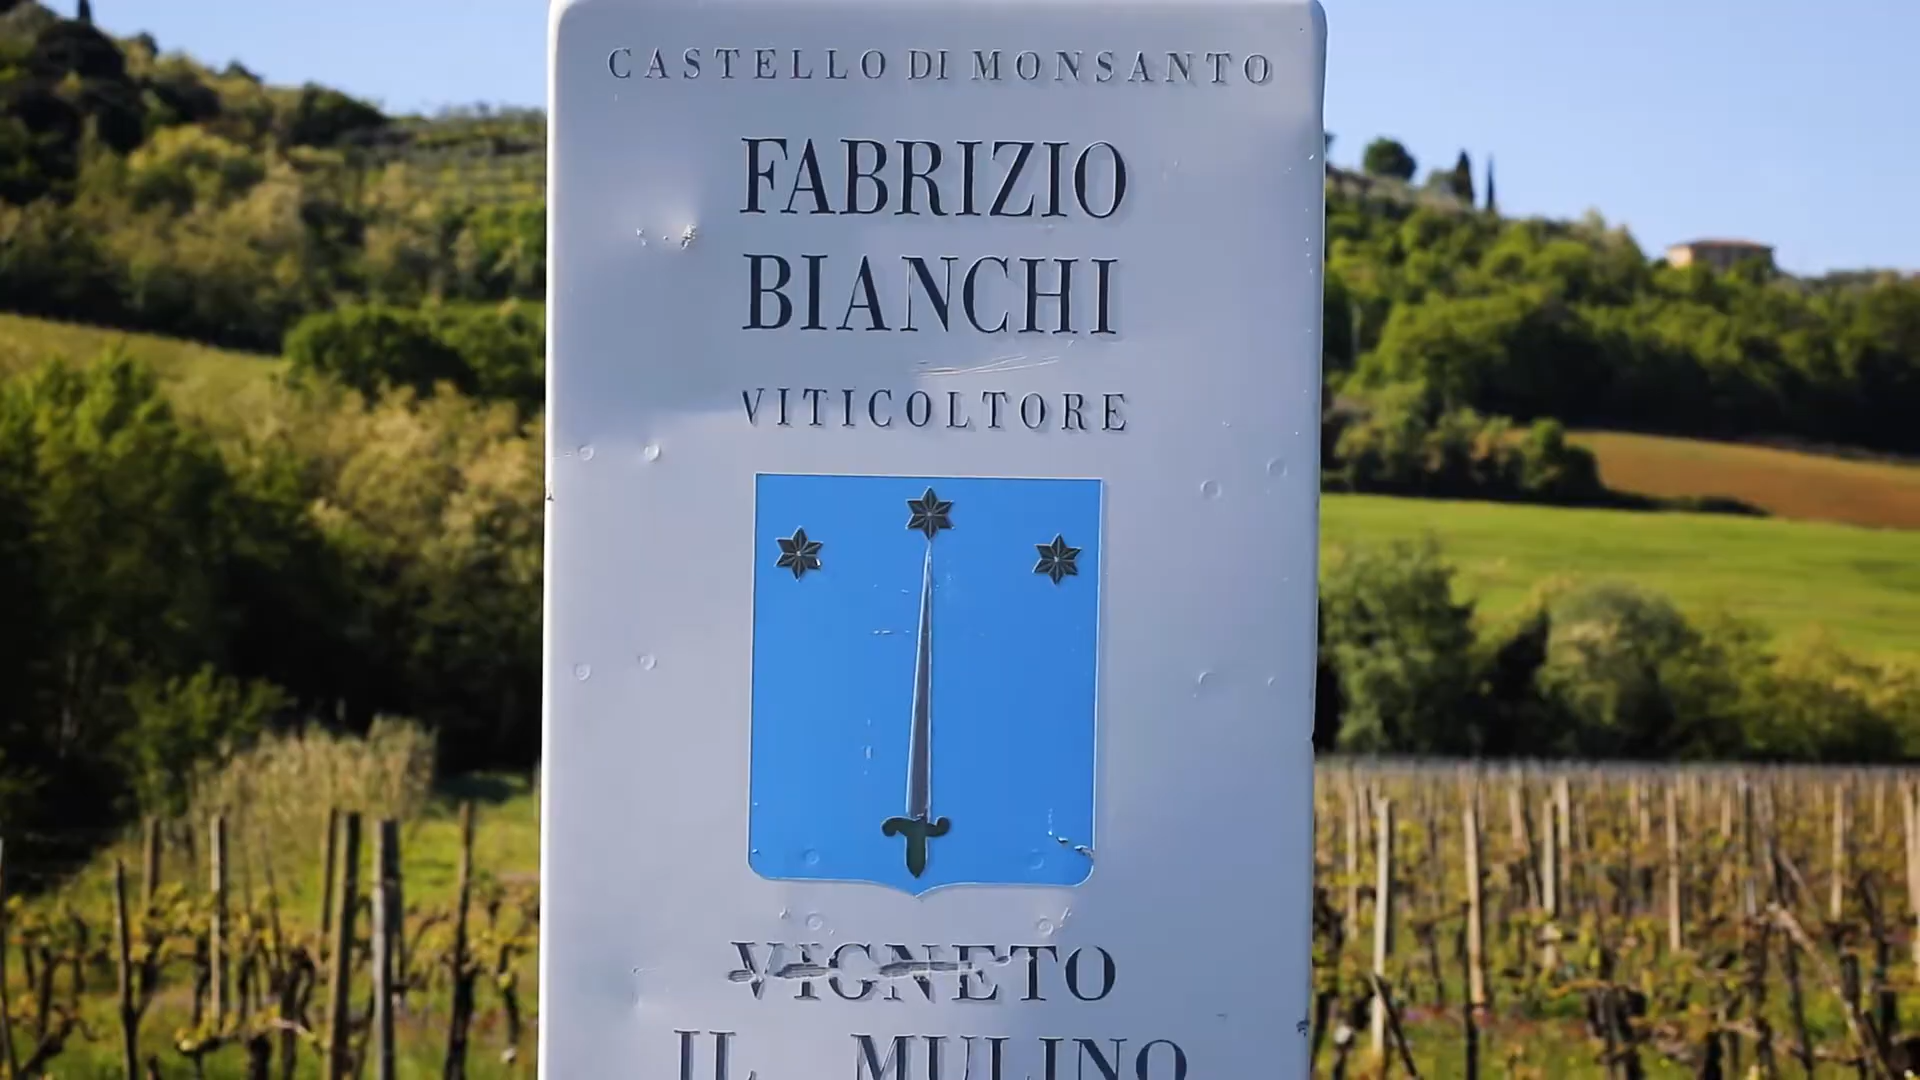 CASTELLO DI MONSANTO
FABRIZIO
BIANCHI
VITICOLTORE
VIGNETO
IL MULINO